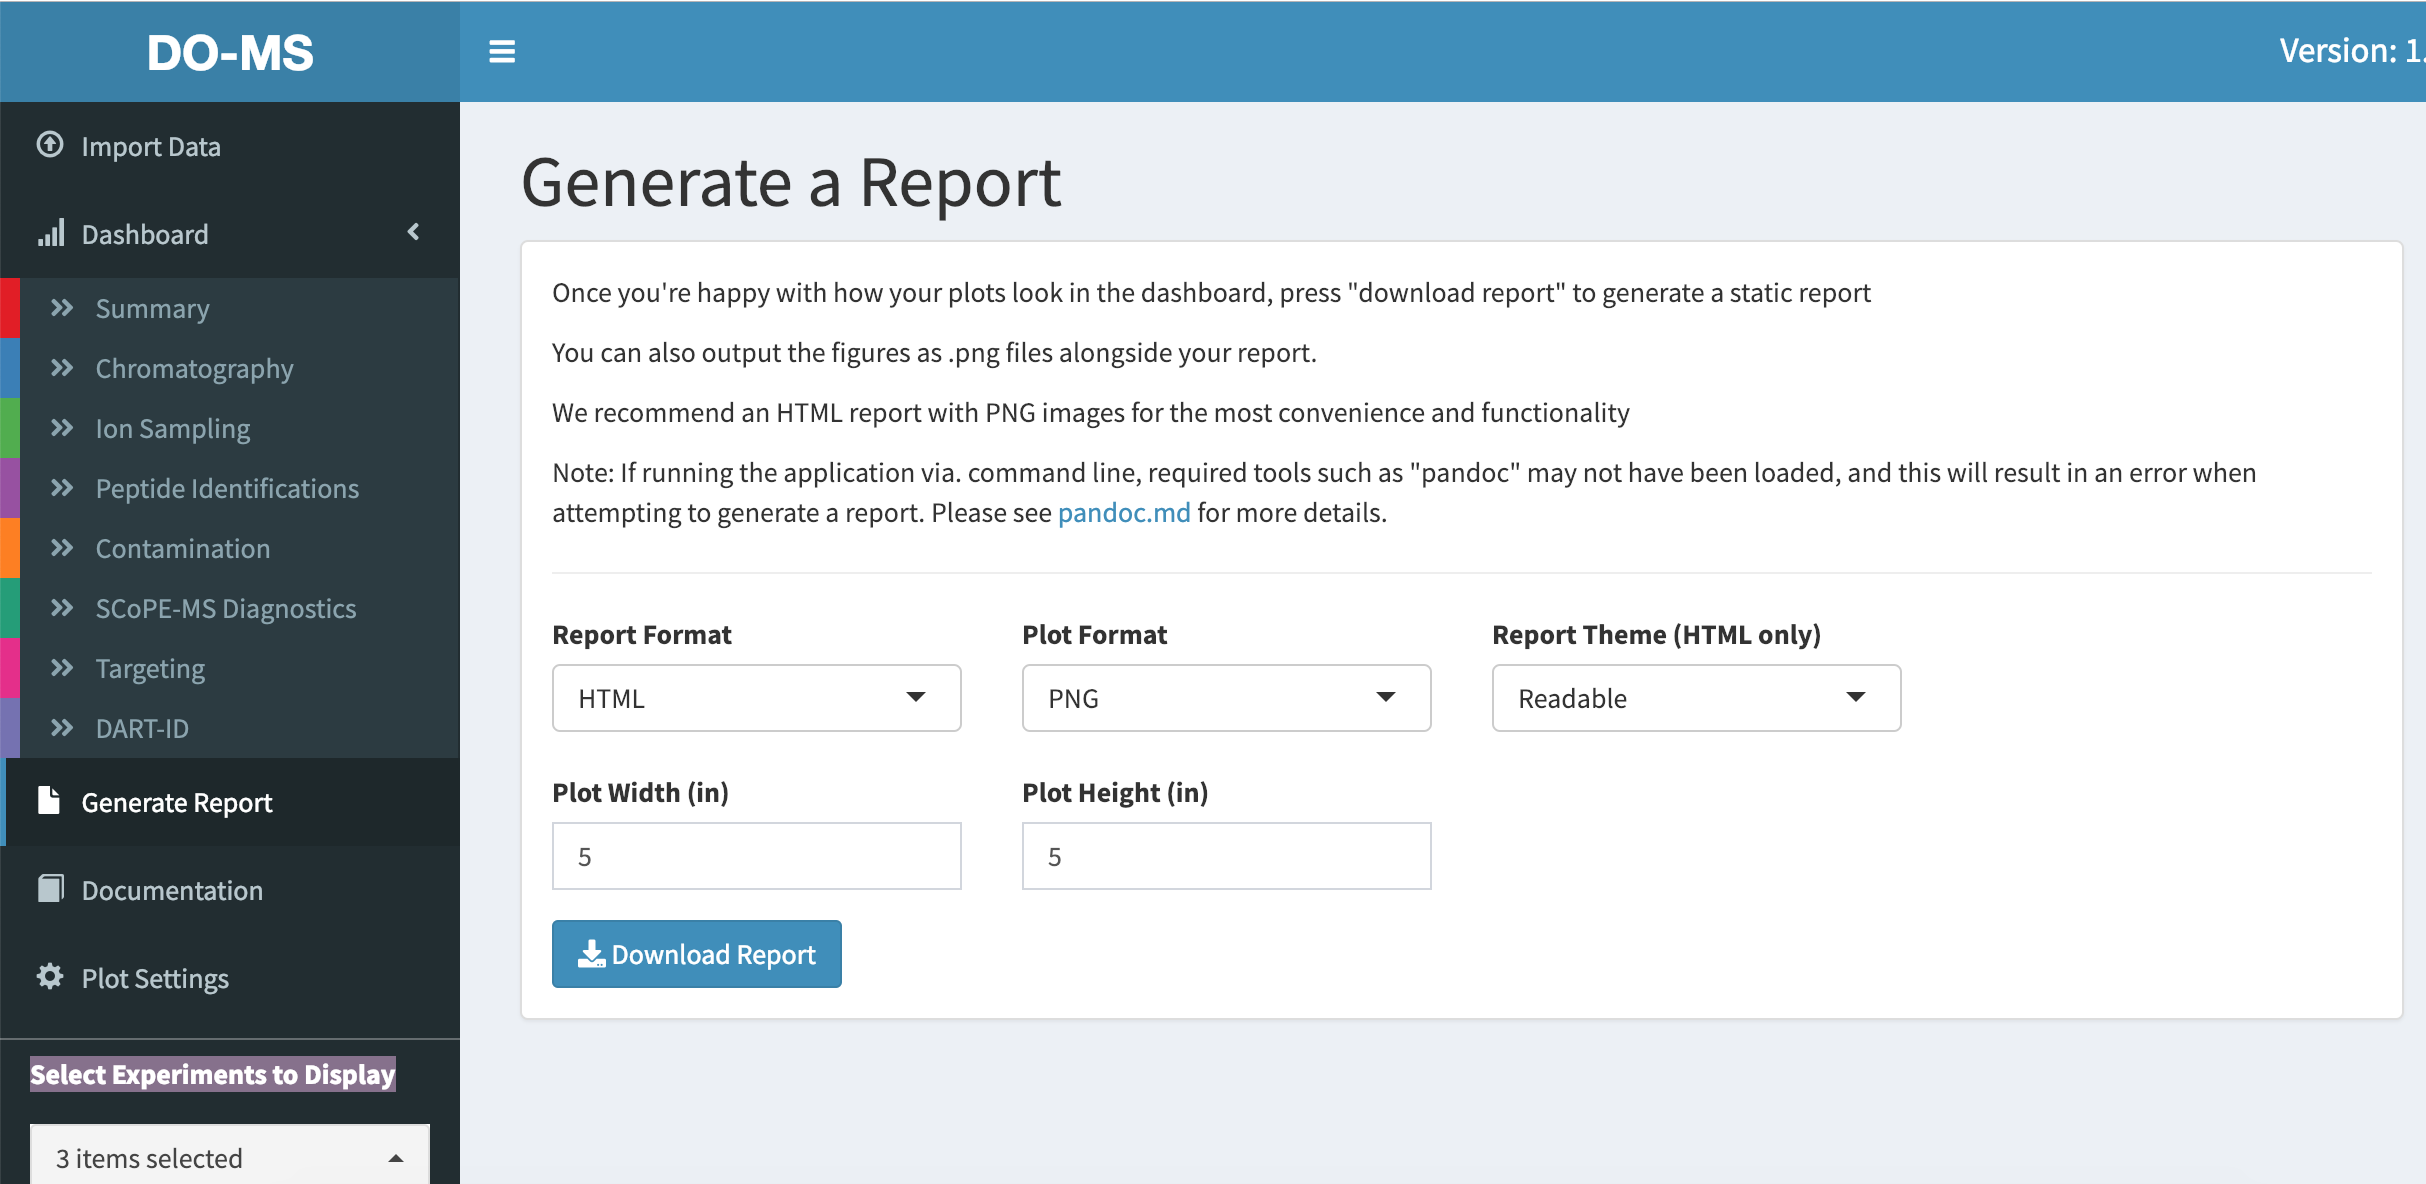 DO-MS
Version: 1.
Import Data
Dashboard
Summary
Chromatography
Ion Sampling
Peptide Identifications
Contamination
SCoPE-MS Diagnostics
Targeting
DART-ID
Generate Report
Documentation
Plot Settings
Select Experiments to Display
3 items selected
Generate a Report
Once you're happy with how your plots look in the dashboard, press "download report" to generate a static report
You can also output the figures as .png files alongside your report.
We recommend an HTML report with PNG images for the most convenience and functionality
Note: If running the application via. command line, required tools such as "pandoc" may not have been loaded, and this will result in an error when
attempting to generate a report. Please see pandoc.md for more details.
Report Format
Plot Format
Report Theme (HTML only)
HTML
PNG
Readable
Plot Width (in)
Plot Height (in)
5
5
Download Report